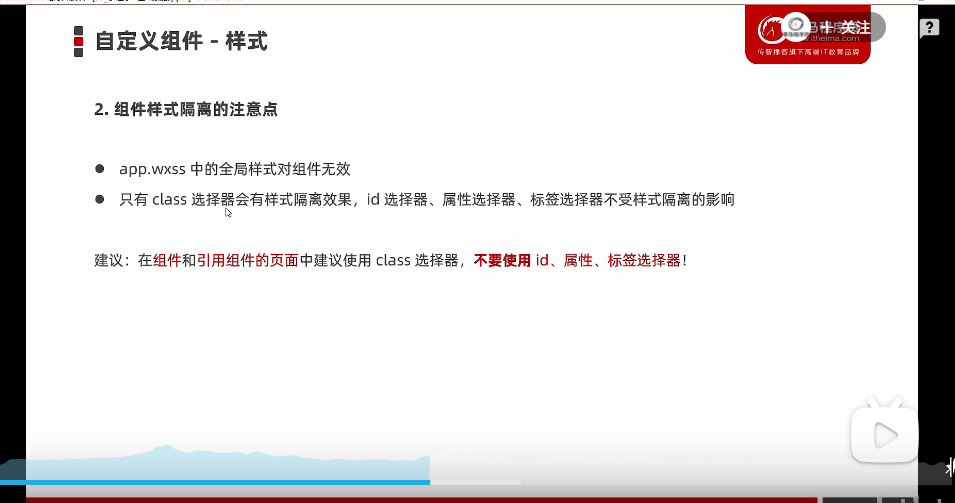 自定义组件 - 样式
+ 关注
www.itheima.com
传智播客旗下高端IT教育品牌
?
2. 组件样式隔离的注意点
● app.wxss 中的全局样式对组件无效
● 只有 class 选择器会有样式隔离效果，id 选择器、属性选择器、标签选择器不受样式隔离的影响
建议：在组件和引用组件的页面中建议使用 class 选择器，不要使用 id、属性、标签选择器！